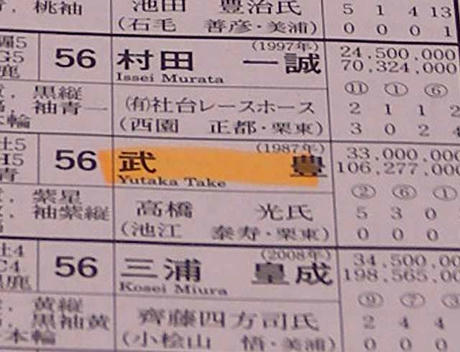 桃袖 池田 豊治氏 5 1 4 13
(石毛 善彦・美浦) 0 0 0 1
56 村田 一誠 (1997年) 24,500,000
Issei Murata 70,324,000
黒縦 ㈲社台レースホース ⑪ ① ⑥
袖青一 (西園 正都・栗東) 2 1 1 2
本輪 3 0 2 4
56 武 豊 (1987年) 33,000,000
Yutaka Take 106,277,000
紫星 高橋 光氏 ② ⑥ ①
袖紫縦 (池江 泰寿・栗東) 5 3 0
0 0 0
56 三浦 皇成 (2008年) 34,500,00
Kosei Miura 198,565,00
黄縦 齊藤四方司氏 ⑨ ⑦
黒袖黄 (小桧山 悟・美浦) 2 4 4
本輪 0 0 0